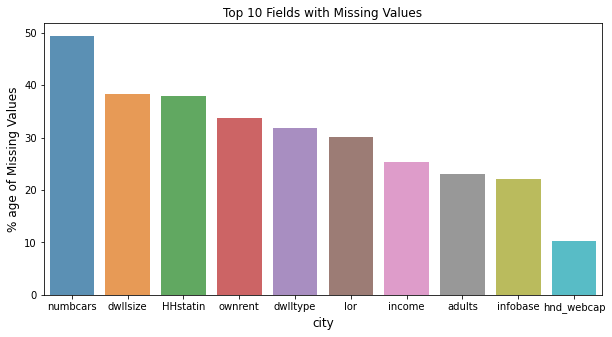 Top 10 Fields with Missing Values
% age of Missing Values
50
40
30
20
10
0
numbcars dwllsize HHstatin ownrent dwlltype lor income adults infobase hnd_webcap
city